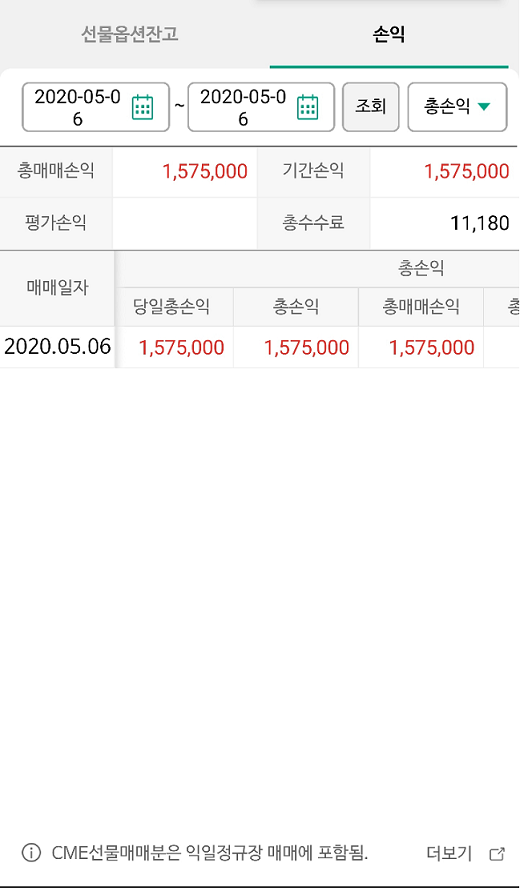 선물옵션잔고 손익
2020-05-0
6 ~ 2020-05-0
6 조회 총손익
총매매손익 1,575,000 기간손익 1,575,000
평가손익 총수수료 11,180
매매일자 총손익
당일총손익 총손익 총매매손익 총
2020.05.06 1,575,000 1,575,000 1,575,000
CME선물매매분은 익일정규장 매매에 포함됨. 더보기